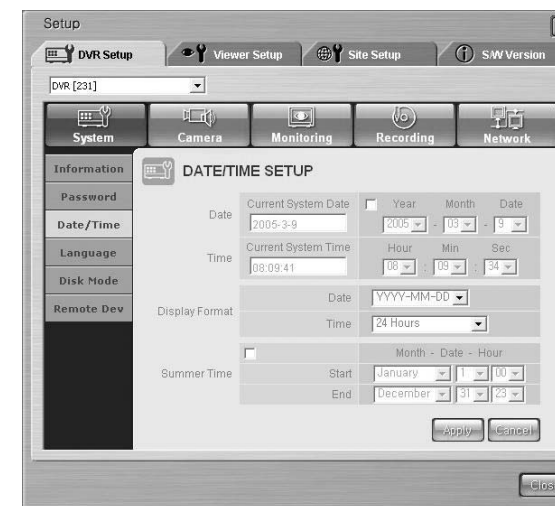 Setup
DVR Setup Viewer Setup Site Setup S/W Version
DVR [231]
System Camera Monitoring Recording Network
Information
Password
Date/Time
Language
Disk Mode
Remote Dev
DATE/TIME SETUP
Current System Date Year Month Date
Date 2005-3-9 2005 - 03 - 9
Current System Time Hour Min Sec
Time 08:09:41 08 : 09 : 34
Display Format
Date YYYY-MM-DD
Time 24 Hours
Month - Date - Hour
Summer Time
Start January 1 00
End December 31 23
Apply Cancel
Clos